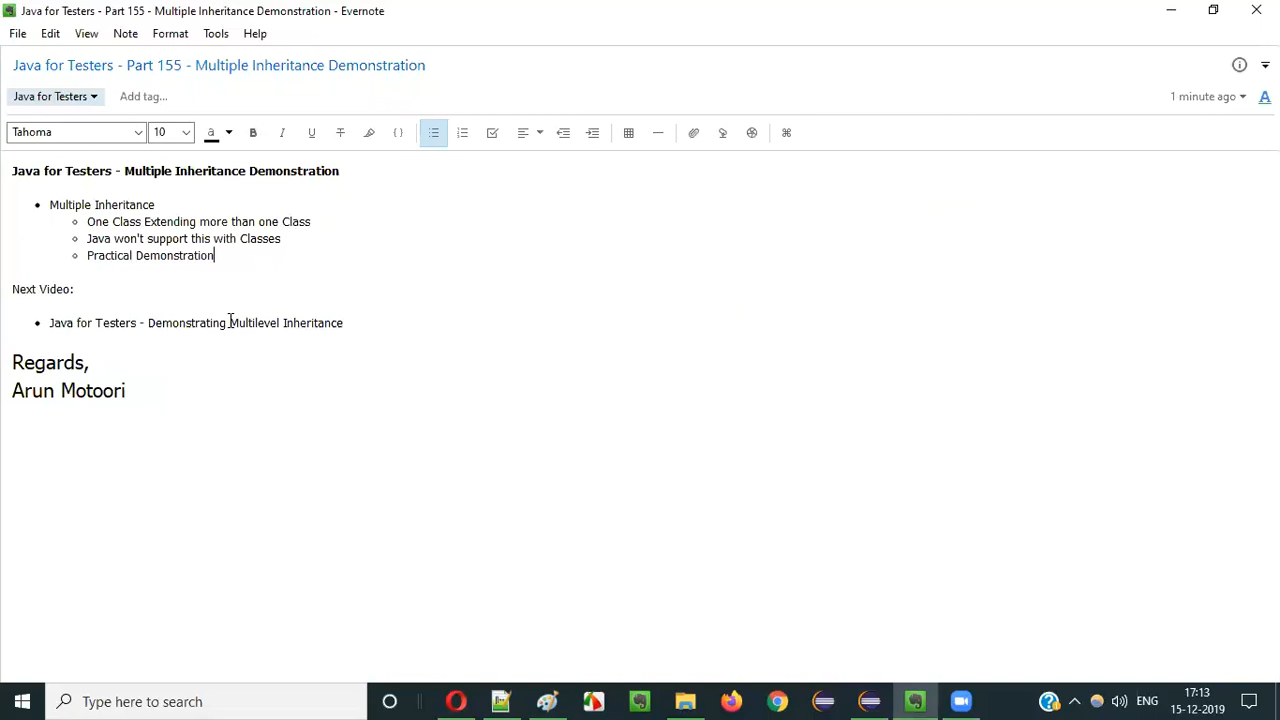 Java for Testers - Part 155 - Multiple Inheritance Demonstration - Evernote
File Edit View Note Format Tools Help
Java for Testers - Part 155 - Multiple Inheritance Demonstration
Java for Testers Add tag... 1 minute ago
Tahoma 10 a B I U T { } A
Java for Testers - Multiple Inheritance Demonstration
Multiple Inheritance
One Class Extending more than one Class
Java won't support this with Classes
Practical Demonstration
Next Video:
Java for Testers - Demonstrating Multilevel Inheritance
Regards,
Arun Motoori
Type here to search ENG 17:13
15-12-2019